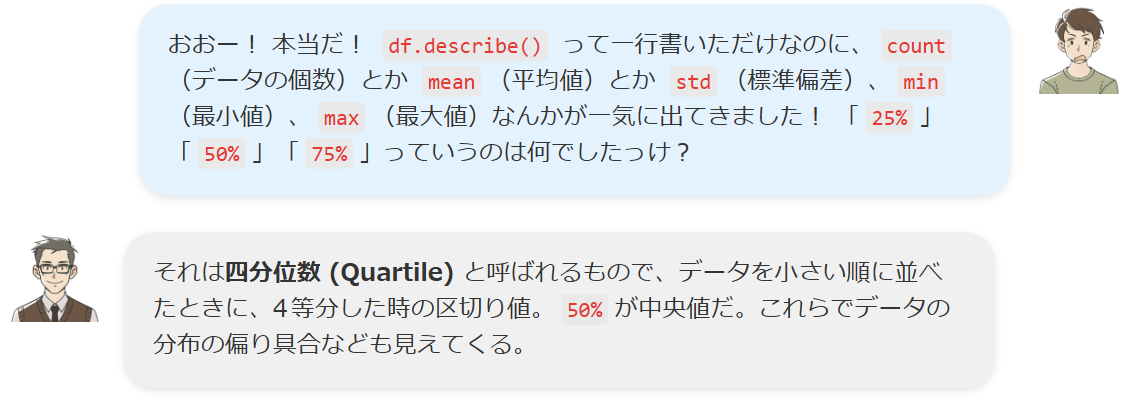 おおー！ 本当だ！ df.describe() って一行書いただけなのに、 count
（データの個数）とか mean （平均値）とか std （標準偏差）、 min
（最小値）、 max （最大値）なんかが一気に出てきました！ 「 25% 」
「 50% 」「 75% 」っていうのは何でしたっけ？
それは四分位数 (Quartile) と呼ばれるもので、データを小さい順に並べ
たときに、4 等分した時の区切り値。 50% が中央値だ。これらでデータの
分布の偏り具合なども見えてくる。